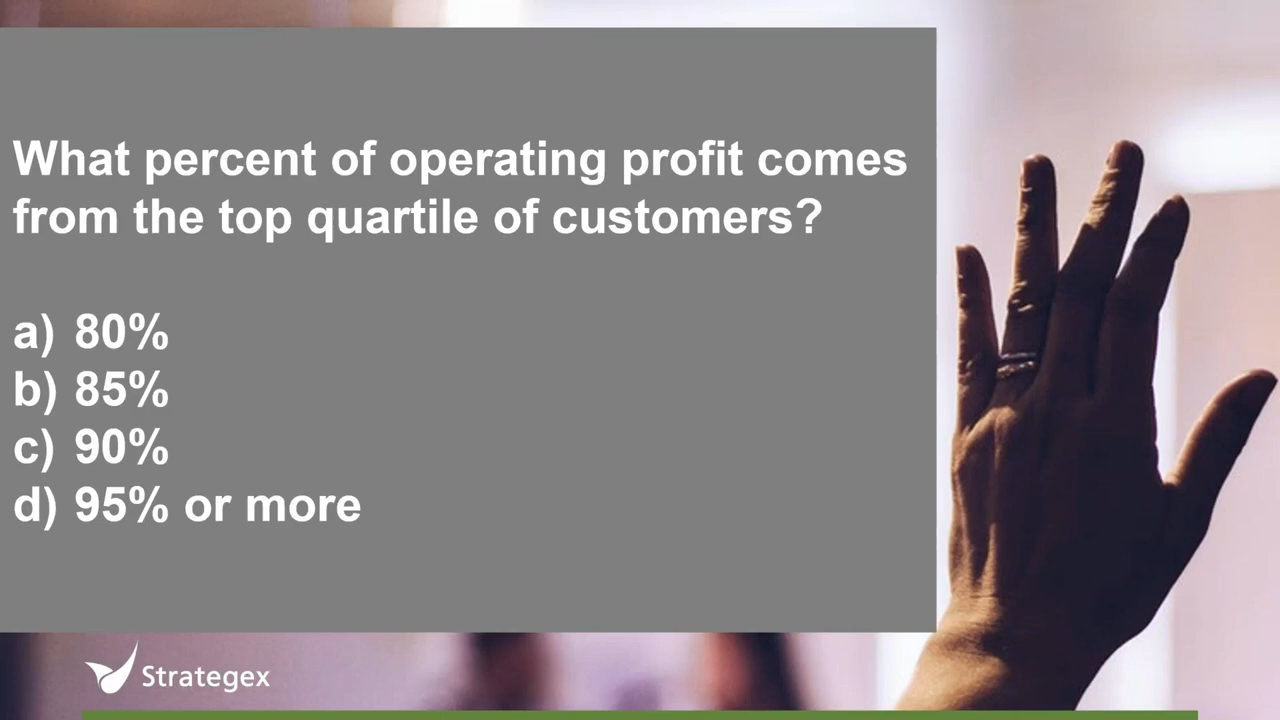 What percent of operating profit comes
from the top quartile of customers?
a) 80%
b) 85%
c) 90%
d) 95% or more
Strategex